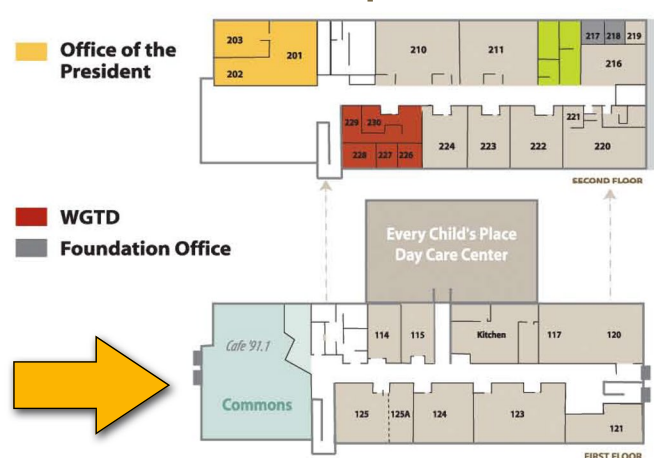 Office of the
President
203
201
202
210
211
217
218
219
216
229
230
228
227
226
224
223
222
221
220
SECOND FLOOR
WGTD
Foundation Office
Every Child's Place
Day Care Center
Cafe '91.1
114
115
Kitchen
117
120
Commons
125
125A
124
123
121
FIRST FLOOR